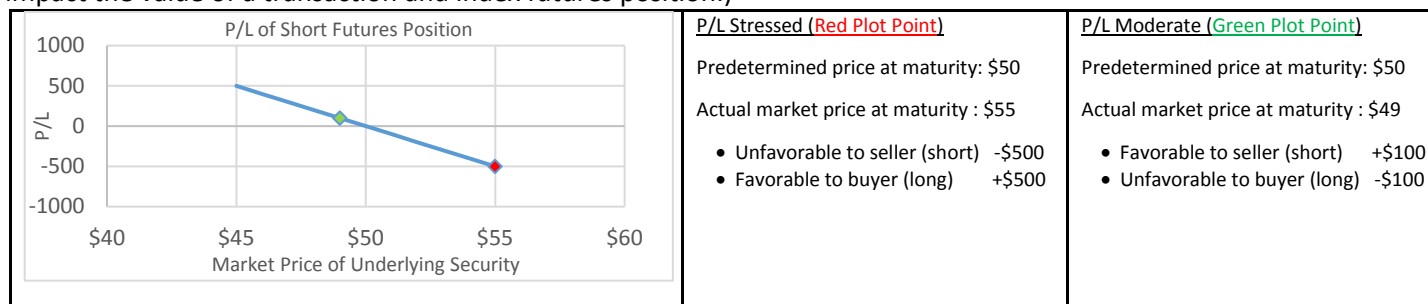 impact the value of a transaction and index futures position.)
P/L of Short Futures Position
1000
500
0
-500
-1000
P/L
$40 $45 $50 $55 $60
Market Price of Underlying Security
P/L Stressed (Red Plot Point)
Predetermined price at maturity: $50
Actual market price at maturity : $55
• Unfavorable to seller (short) -$500
• Favorable to buyer (long) +$500
P/L Moderate (Green Plot Point)
Predetermined price at maturity: $50
Actual market price at maturity : $49
• Favorable to seller (short) +$100
• Unfavorable to buyer (long) -$100